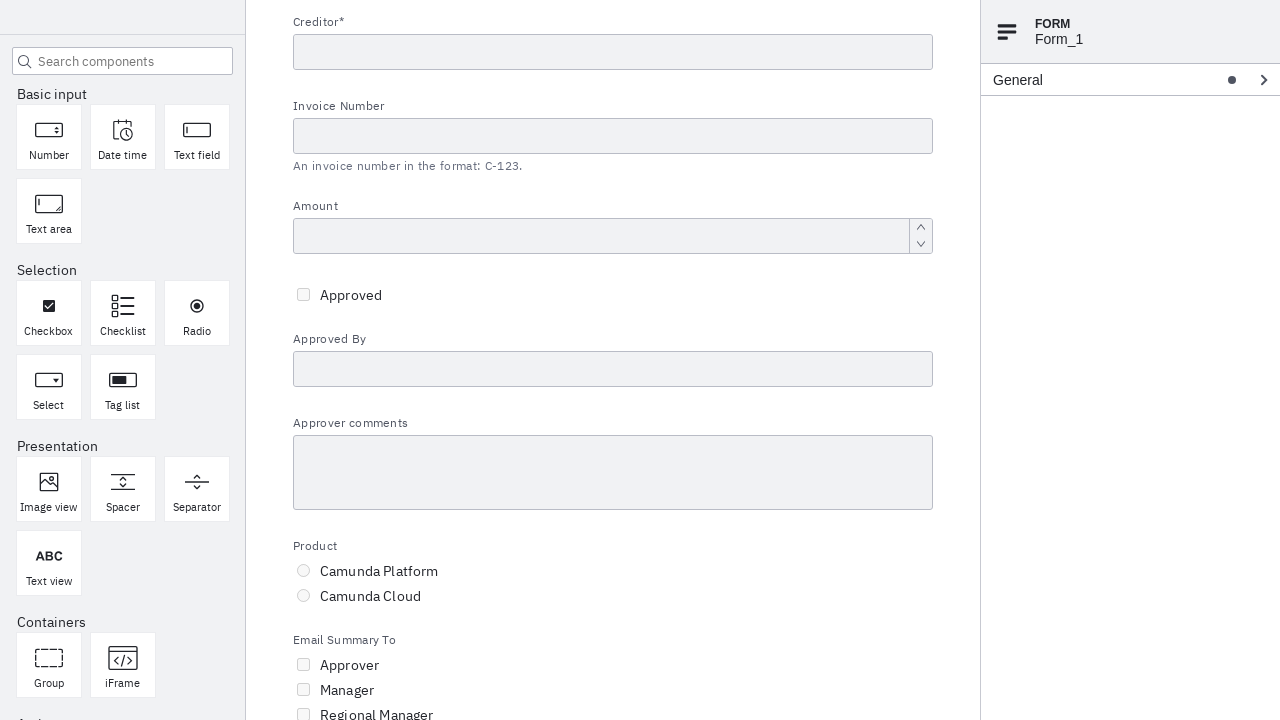 Search components
Basic input
Number
Date time
Text field
Text area
Selection
Checkbox
Checklist
Radio
Select
Tag list
Presentation
Image view
Spacer
Separator
ABC
Text view
Containers
Group
iFrame
Creditor*
Invoice Number
An invoice number in the format: C-123.
Amount
Approved
Approved By
Approver comments
Product
Camunda Platform
Camunda Cloud
Email Summary To
Approver
Manager
Regional Manager
FORM
Form_1
General